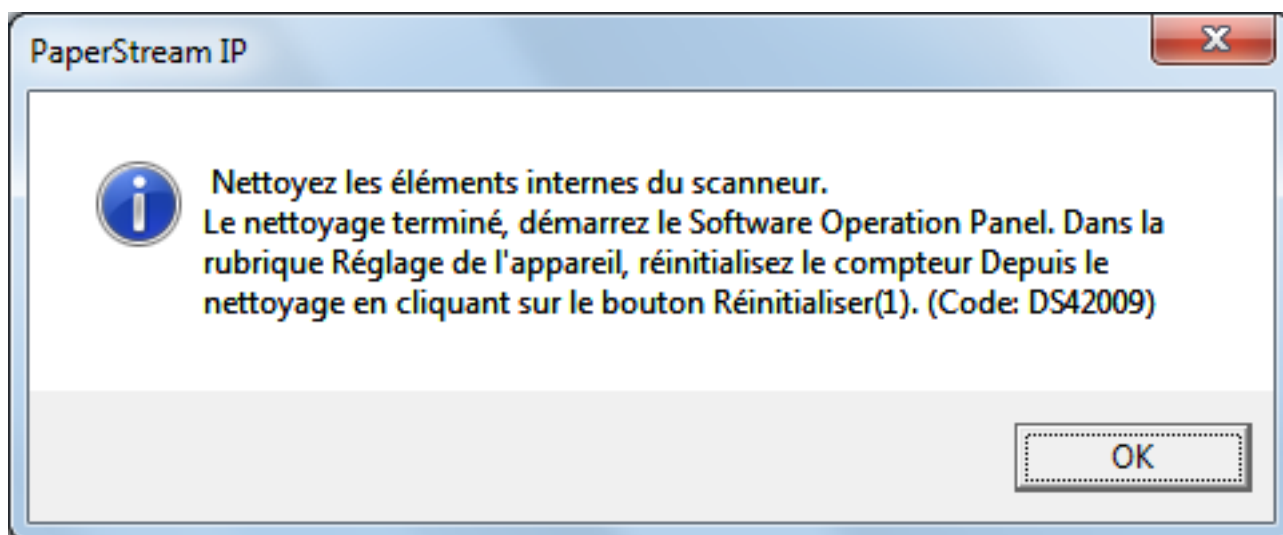 PaperStream IP
Nettoyez les éléments internes du scanneur.
Le nettoyage terminé, démarrez le Software Operation Panel. Dans la
rubrique Réglage de l'appareil, réinitialisez le compteur Depuis le
nettoyage en cliquant sur le bouton Réinitialiser(1). (Code: DS42009)
OK